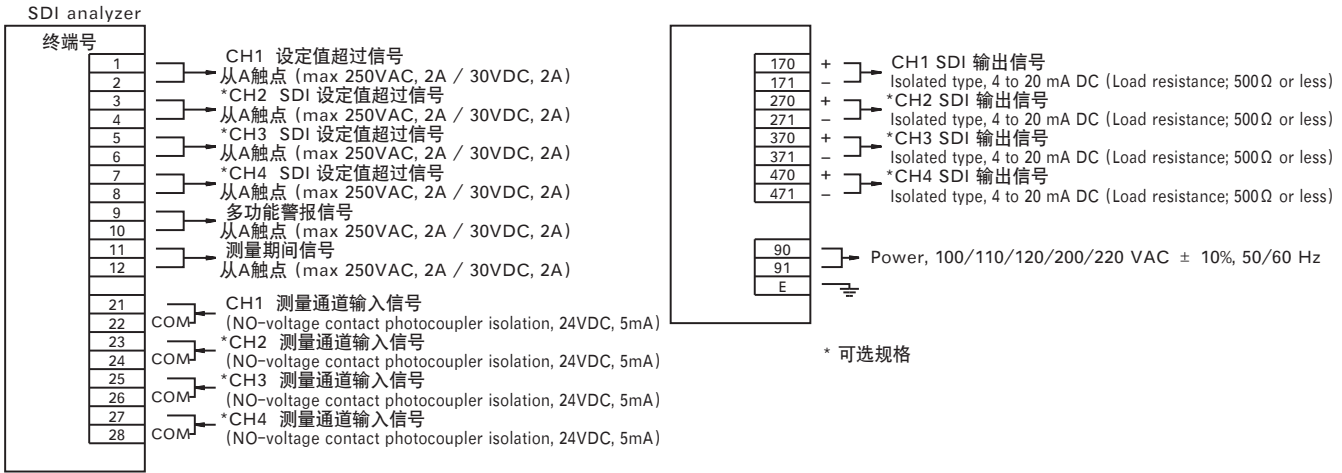 SDI analyzer
终端号
1
CH1 设定值超过信号
2
从A触点 (max 250VAC, 2A / 30VDC, 2A)
3
*CH2 SDI 设定值超过信号
4
从A触点 (max 250VAC, 2A / 30VDC, 2A)
5
*CH3 SDI 设定值超过信号
6
从A触点 (max 250VAC, 2A / 30VDC, 2A)
7
*CH4 SDI 设定值超过信号
8
从A触点 (max 250VAC, 2A / 30VDC, 2A)
9
多功能警报信号
10
从A触点 (max 250VAC, 2A / 30VDC, 2A)
11
测量期间信号
12
从A触点 (max 250VAC, 2A / 30VDC, 2A)
21
CH1 测量通道输入信号
22 COM
(NO-voltage contact photocoupler isolation, 24VDC, 5mA)
23
*CH2 测量通道输入信号
24 COM
(NO-voltage contact photocoupler isolation, 24VDC, 5mA)
25
*CH3 测量通道输入信号
26 COM
(NO-voltage contact photocoupler isolation, 24VDC, 5mA)
27
*CH4 测量通道输入信号
28 COM
(NO-voltage contact photocoupler isolation, 24VDC, 5mA)
170 +
CH1 SDI 输出信号
171 −
Isolated type, 4 to 20 mA DC (Load resistance; 500Ω or less)
270 +
*CH2 SDI 输出信号
271 −
Isolated type, 4 to 20 mA DC (Load resistance; 500Ω or less)
370 +
*CH3 SDI 输出信号
371 −
Isolated type, 4 to 20 mA DC (Load resistance; 500Ω or less)
470 +
*CH4 SDI 输出信号
471 −
Isolated type, 4 to 20 mA DC (Load resistance; 500Ω or less)
90
91
Power, 100/110/120/200/220 VAC ± 10%, 50/60 Hz
E
* 可选规格